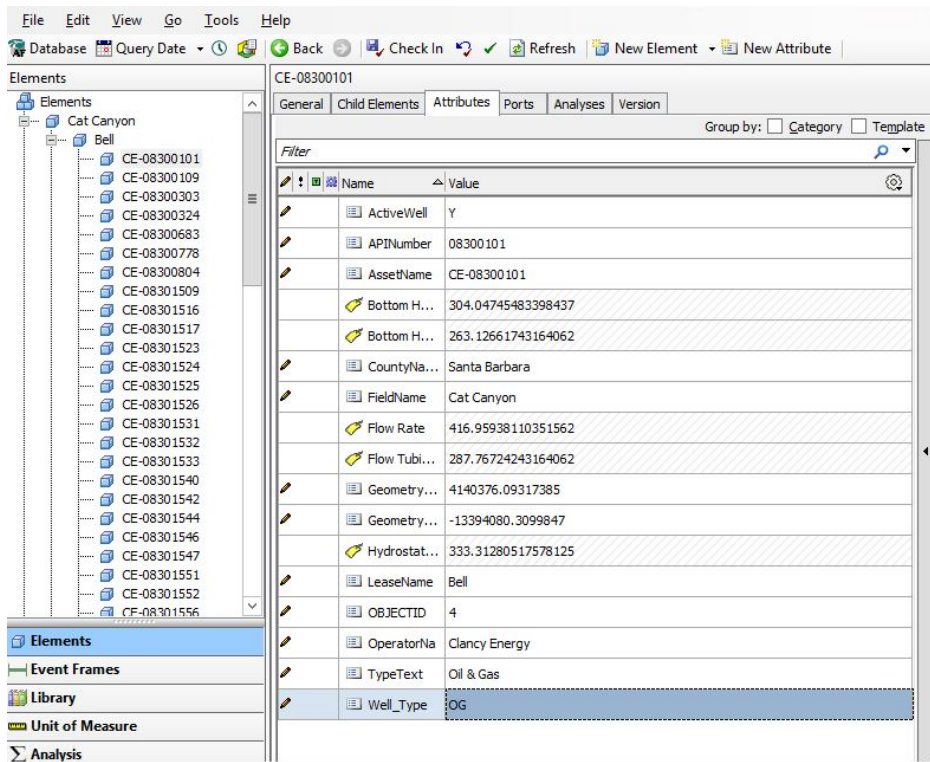 File Edit View Go Tools Help
Database Query Date Back Check In Refresh New Element New Attribute
Elements
Elements
Cat Canyon
Bell
CE-08300101
CE-08300109
CE-08300303
CE-08300324
CE-08300683
CE-08300778
CE-08300804
CE-08301509
CE-08301516
CE-08301517
CE-08301523
CE-08301524
CE-08301525
CE-08301526
CE-08301531
CE-08301532
CE-08301533
CE-08301540
CE-08301542
CE-08301544
CE-08301546
CE-08301547
CE-08301551
CE-08301552
CE-08301556
Elements
Event Frames
Library
Unit of Measure
Analysis
CE-08300101
General Child Elements Attributes Ports Analyses Version
Group by: Category Template
Filter
Name Value
ActiveWell Y
APINumber 08300101
AssetName CE-08300101
Bottom H... 304.04745483398437
Bottom H... 263.12661743164062
CountyNa... Santa Barbara
FieldName Cat Canyon
Flow Rate 416.95938110351562
Flow Tubi... 287.76724243164062
Geometry... 4140376.09317385
Geometry... -13394080.3099847
Hydrostat... 333.31280517578125
LeaseName Bell
OBJECTID 4
OperatorNa Clancy Energy
TypeText Oil & Gas
Well_Type OG